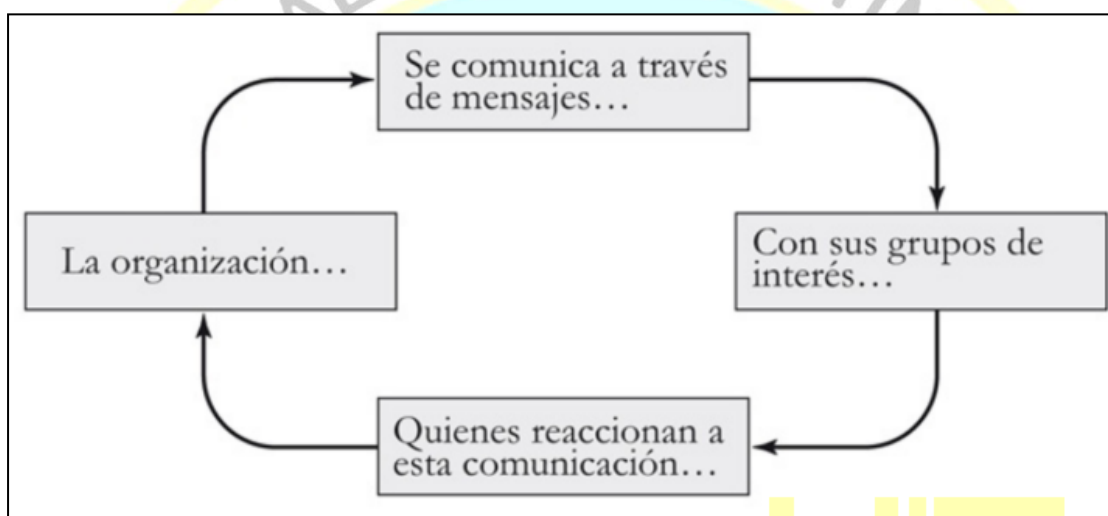 Se comunica a través
de mensajes…
La organización…
Con sus grupos de
interés…
Quienes reaccionan a
esta comunicación…